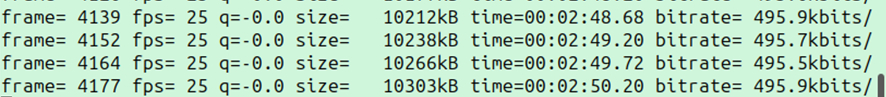 frame= 4139 fps= 25 q=-0.0 size=   10212kB time=00:02:48.68 bitrate= 495.9kbits/
frame= 4152 fps= 25 q=-0.0 size=   10238kB time=00:02:49.20 bitrate= 495.7kbits/
frame= 4164 fps= 25 q=-0.0 size=   10266kB time=00:02:49.72 bitrate= 495.5kbits/
frame= 4177 fps= 25 q=-0.0 size=   10303kB time=00:02:50.20 bitrate= 495.9kbits/